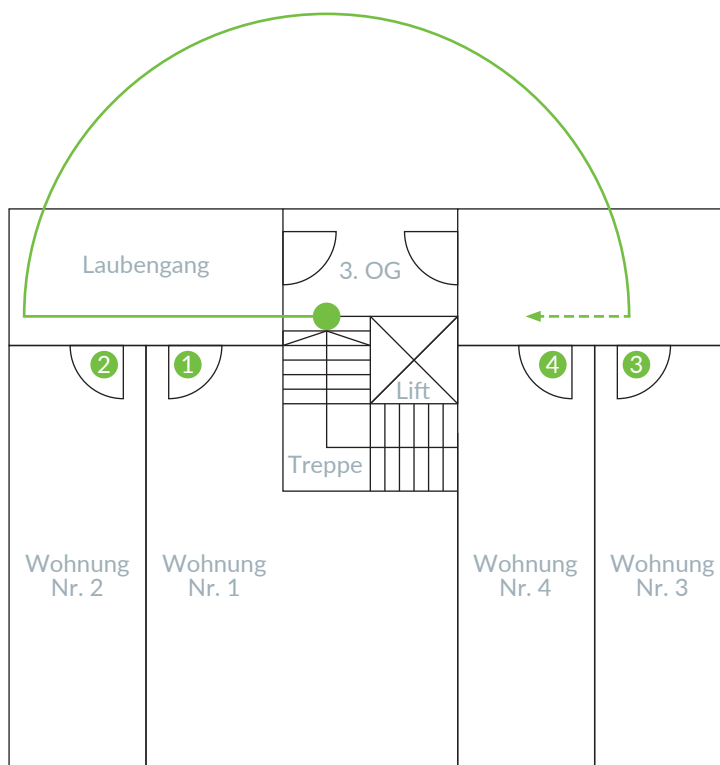 Laubengang
3. OG
2
1
4
3
Lift
Treppe
Wohnung
Nr. 2
Wohnung
Nr. 1
Wohnung
Nr. 4
Wohnung
Nr. 3